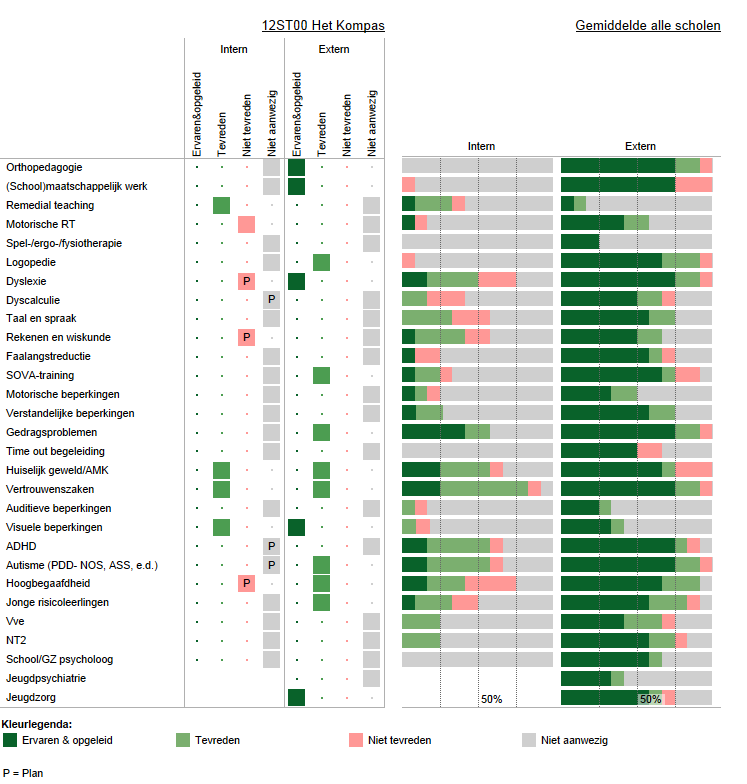 12ST00 Het Kompas
Gemiddelde alle scholen
Intern
Extern
Ervaren&opgeleid
Tevreden
Niet tevreden
Niet aanwezig
Ervaren&opgeleid
Tevreden
Niet tevreden
Niet aanwezig
Intern
Extern
Orthopedagogie
(School)maatschappelijk werk
Remedial teaching
Motorische RT
Spel-/ergo-/fysiotherapie
Logopedie
Dyslexie P
Dyscalculie P
Taal en spraak
Rekenen en wiskunde P
Faalangstreductie
SOVA-training
Motorische beperkingen
Verstandelijke beperkingen
Gedragsproblemen
Time out begeleiding
Huiselijk geweld/AMK
Vertrouwenszaken
Auditieve beperkingen
Visuele beperkingen
ADHD P
Autisme (PDD- NOS, ASS, e.d.) P
Hoogbegaafdheid P
Jonge risicoleerlingen
Vve
NT2
School/GZ psycholoog
Jeugdpsychiatrie
Jeugdzorg 50% 50%
Kleurlegenda:
Ervaren & opgeleid Tevreden Niet tevreden Niet aanwezig
P = Plan